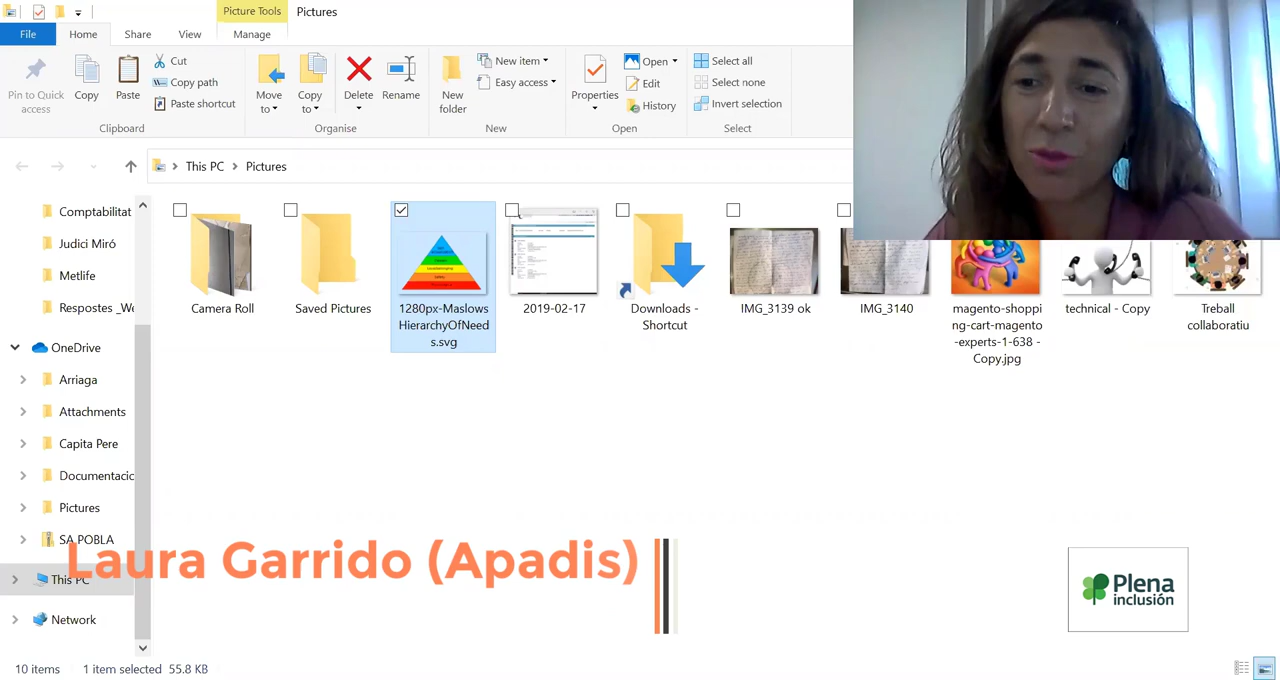 Picture Tools
Pictures
File
Home
Share
View
Manage
Pin to Quick
access
Copy
Paste
Cut
Copy path
Paste shortcut
Clipboard
Move
to
Copy
to
Delete
Rename
Organise
New
folder
New item
Easy access
New
Properties
Open
Edit
History
Open
Select all
Select none
Invert selection
Select
This PC
Pictures
Comptabilitat
Judici Miró
Metlife
Respostes _We
OneDrive
Arriaga
Attachments
Capita Pere
Documentacic
Pictures
SA POBLA
This PC
Network
Camera Roll
Saved Pictures
1280px-Maslows
HierarchyOfNeed
s.svg
2019-02-17
Downloads -
Shortcut
IMG_3139 ok
IMG_3140
magento-shoppi
ng-cart-magento
-experts-1-638 -
Copy.jpg
technical - Copy
Treball
collaboratiu
Laura Garrido (Apadis)
Plena
inclusión
10 items
1 item selected
55.8 KB